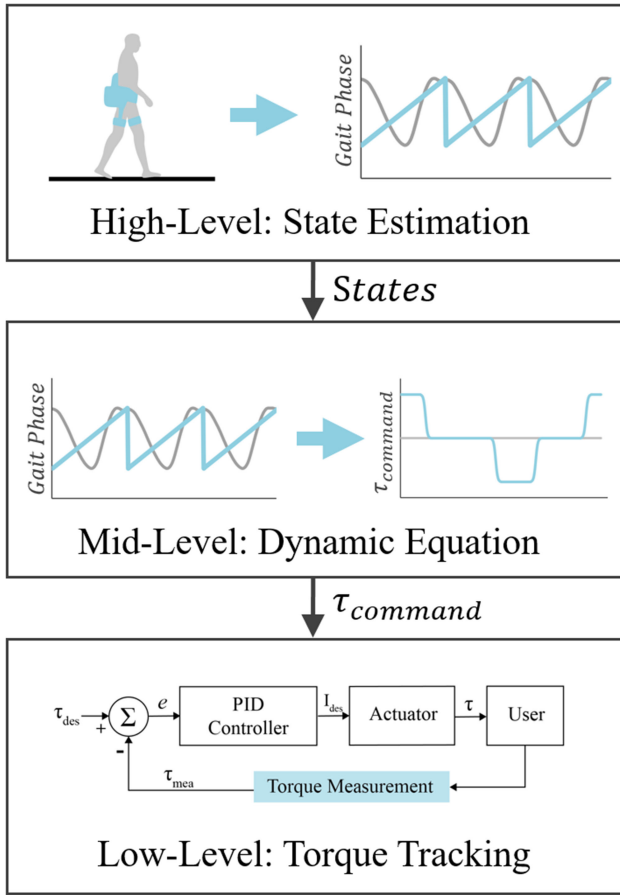 Gait Phase
High-Level: State Estimation
States
Gait Phase
τcommand
Mid-Level: Dynamic Equation
τcommand
τdes
+
Σ
-
e
PID
Controller
Ides
Actuator
τ
User
τmea
Torque Measurement
Low-Level: Torque Tracking